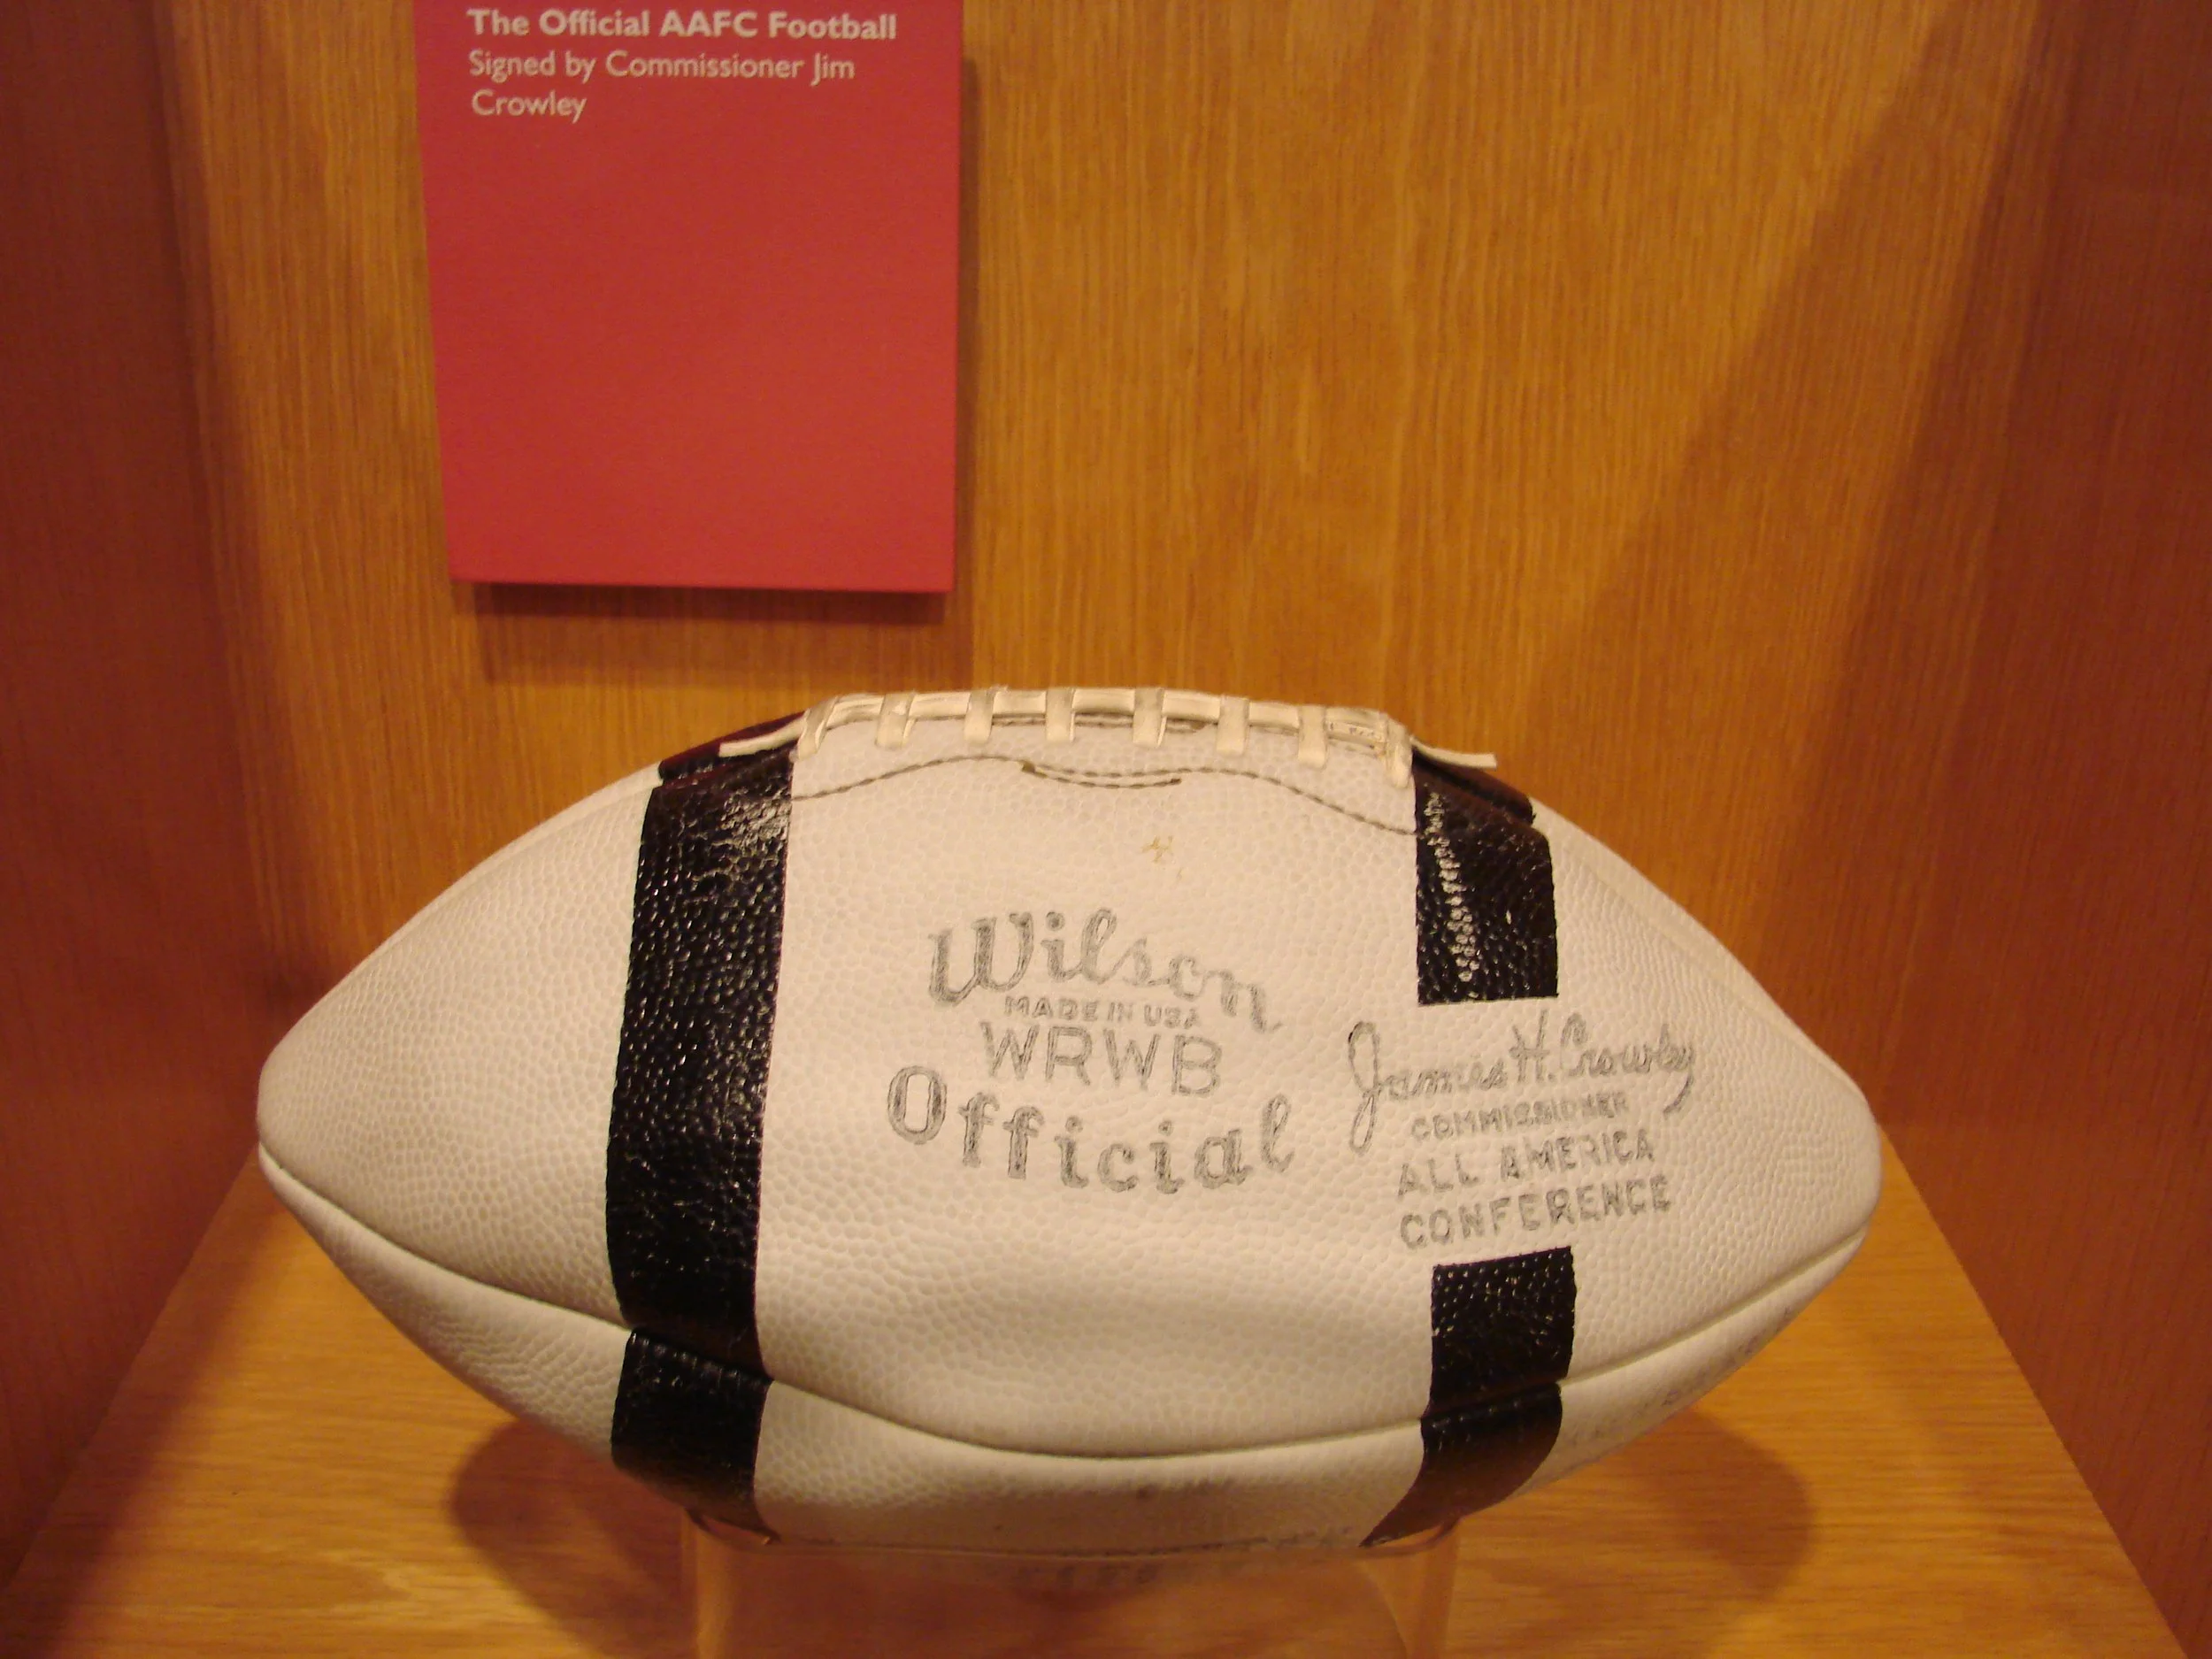 The Official AAFC Football
Signed by Commissioner Jim
Crowley
Wilson
MADE IN USA
WRWB
Official
James H. Crowley
COMMISSIONER
ALL AMERICA
CONFERENCE